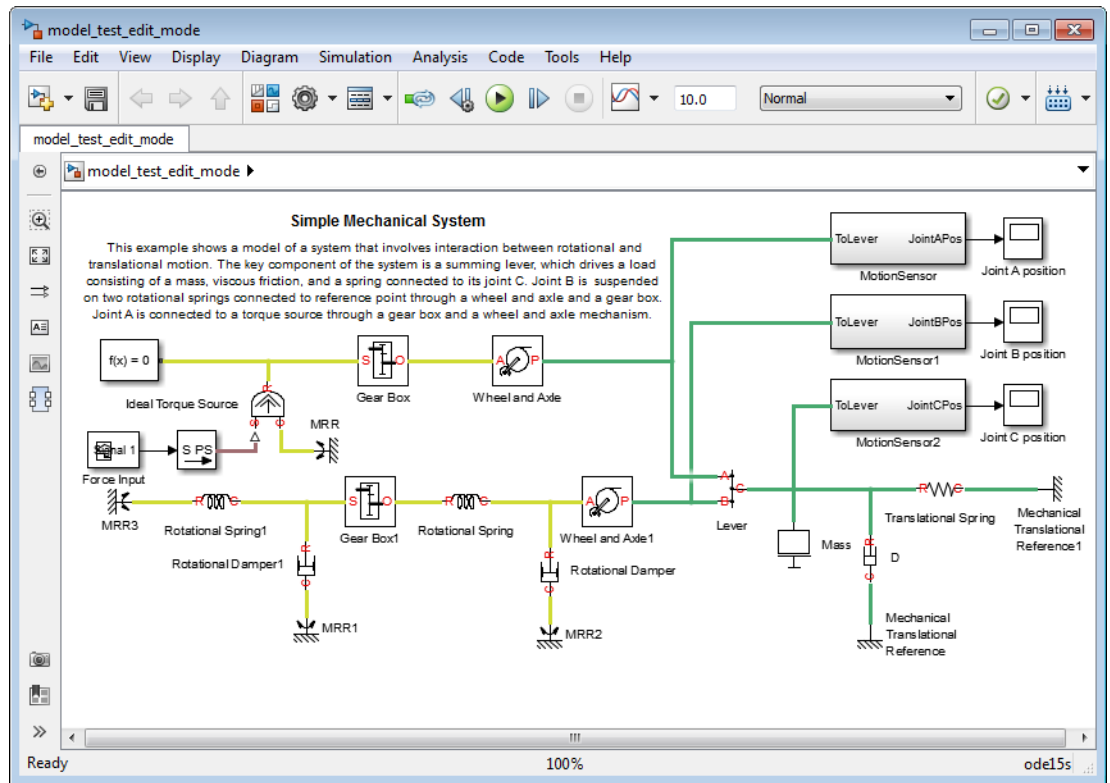 model_test_edit_mode
File Edit View Display Diagram Simulation Analysis Code Tools Help
10.0 Normal
model_test_edit_mode
model_test_edit_mode
Simple Mechanical System
This example shows a model of a system that involves interaction between rotational and
translational motion. The key component of the system is a summing lever, which drives a load
consisting of a mass, viscous friction, and a spring connected to its joint C. Joint B is suspended
on two rotational springs connected to reference point through a wheel and axle and a gear box.
Joint A is connected to a torque source through a gear box and a wheel and axle mechanism.
ToLever JointAPos
MotionSensor
Joint A position
ToLever JointBPos
MotionSensor1
Joint B position
ToLever JointCPos
MotionSensor2
Joint C position
f(x) = 0
S O
Gear Box
A P
Wheel and Axle
Ideal Torque Source
R
S C
MRR
Signal 1
Force Input
S PS
MRR3
R C
Rotational Spring1
S O
Gear Box1
R C
Rotational Spring
A P
Wheel and Axle1
A
B
C
Lever
R C
Translational Spring
Mechanical
Translational
Reference1
Rotational Damper1
R
C
MRR1
Rotational Damper
R
C
MRR2
Mass
R
C
D
Mechanical
Translational
Reference
Ready 100% ode15s